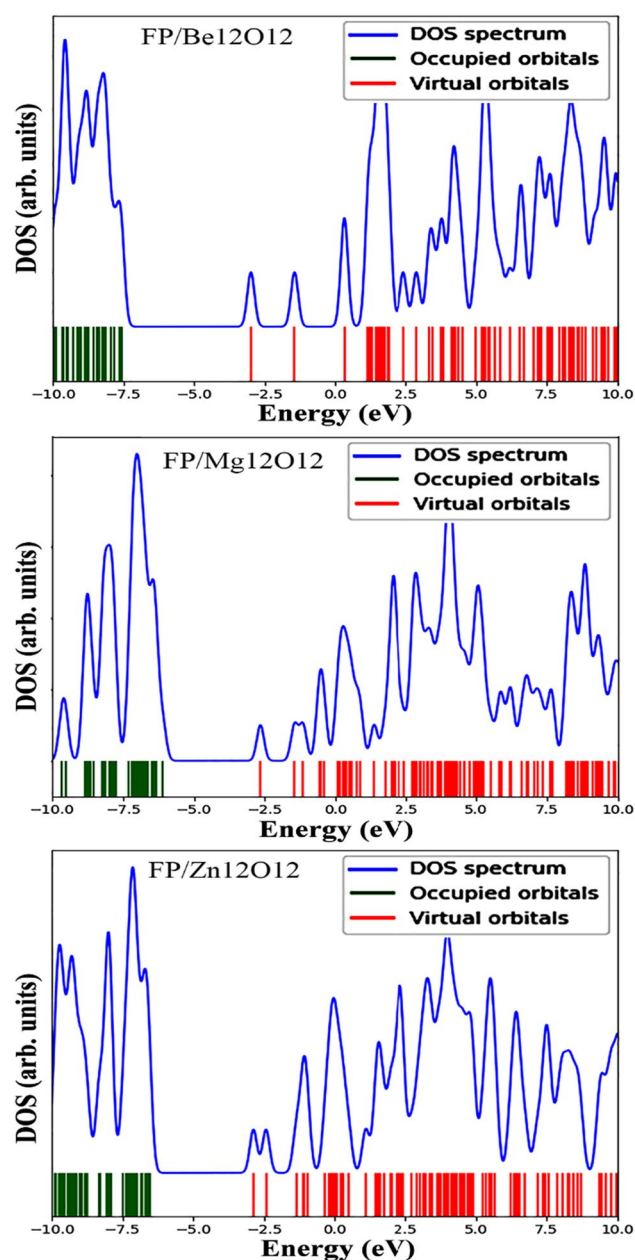 FP/Be12O12
DOS spectrum
Occupied orbitals
Virtual orbitals
DOS (arb. units)
−10.0 −7.5 −5.0 −2.5 0.0 2.5 5.0 7.5 10.0
Energy (eV)
FP/Mg12O12
DOS spectrum
Occupied orbitals
Virtual orbitals
DOS (arb. units)
−10.0 −7.5 −5.0 −2.5 0.0 2.5 5.0 7.5 10.0
Energy (eV)
FP/Zn12O12
DOS spectrum
Occupied orbitals
Virtual orbitals
DOS (arb. units)
−10.0 −7.5 −5.0 −2.5 0.0 2.5 5.0 7.5 10.0
Energy (eV)